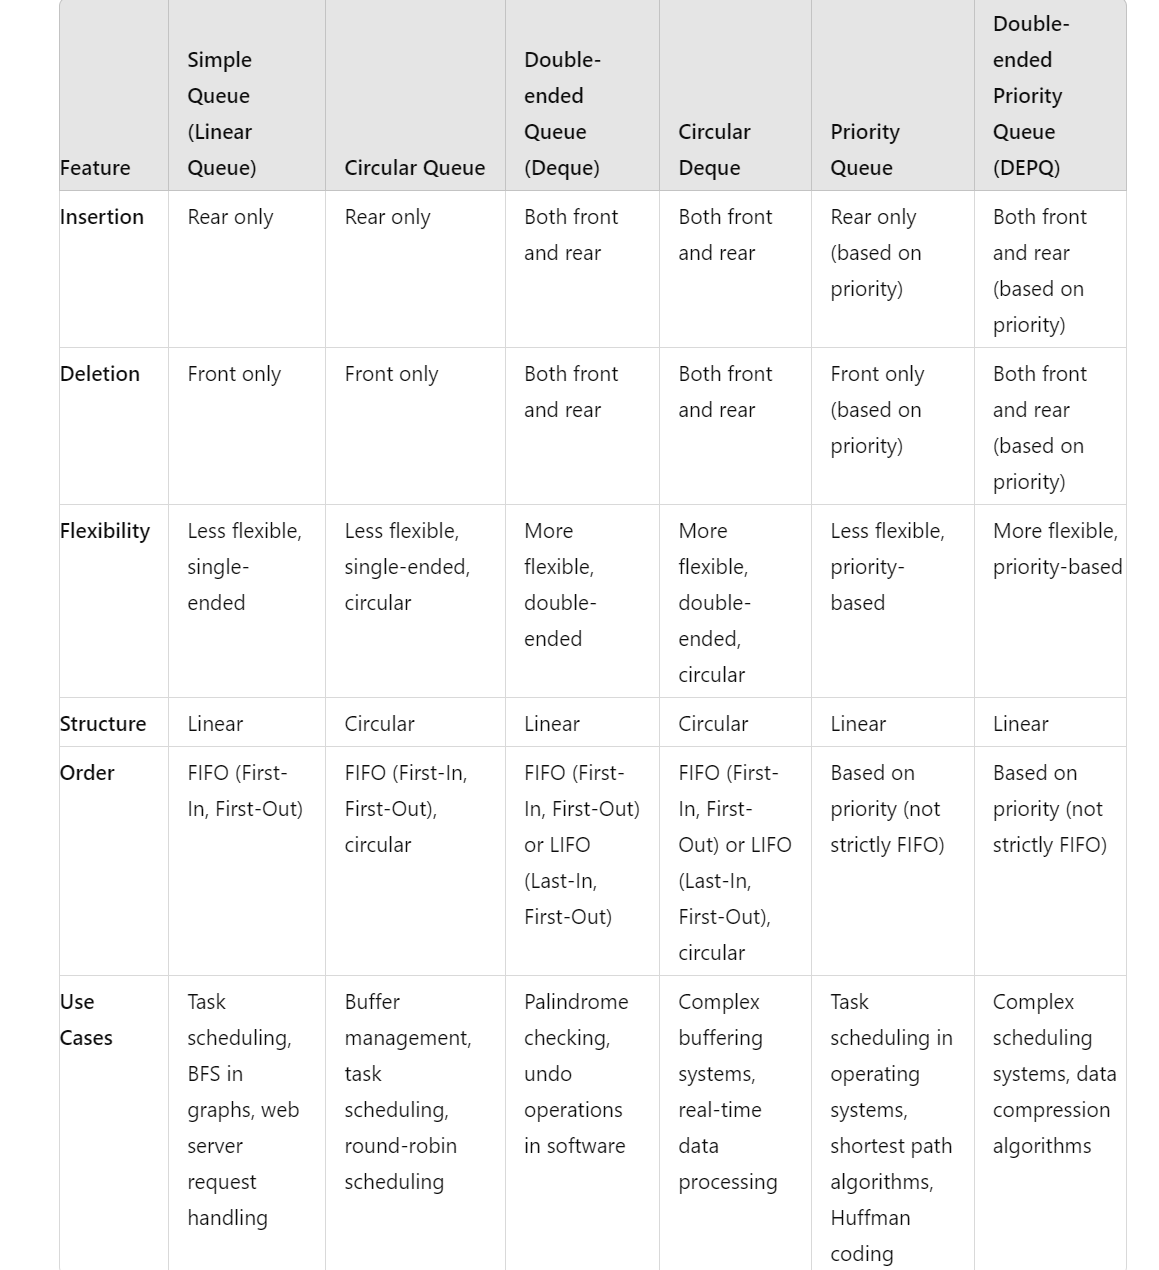 Feature
Simple
Queue
(Linear
Queue)
Circular Queue
Double-
ended
Queue
(Deque)
Circular
Deque
Priority
Queue
Double-
ended
Priority
Queue
(DEPQ)
Insertion
Rear only
Rear only
Both front
and rear
Both front
and rear
Rear only
(based on
priority)
Both front
and rear
(based on
priority)
Deletion
Front only
Front only
Both front
and rear
Both front
and rear
Front only
(based on
priority)
Both front
and rear
(based on
priority)
Flexibility
Less flexible,
single-
ended
Less flexible,
single-ended,
circular
More
flexible,
double-
ended
More
flexible,
double-
ended,
circular
Less flexible,
priority-
based
More flexible,
priority-based
Structure
Linear
Circular
Linear
Circular
Linear
Linear
Order
FIFO (First-
In, First-Out)
FIFO (First-In,
First-Out),
circular
FIFO (First-
In, First-Out)
or LIFO
(Last-In,
First-Out)
FIFO (First-
In, First-
Out) or LIFO
(Last-In,
First-Out),
circular
Based on
priority (not
strictly FIFO)
Based on
priority (not
strictly FIFO)
Use
Cases
Task
scheduling,
BFS in
graphs, web
server
request
handling
Buffer
management,
task
scheduling,
round-robin
scheduling
Palindrome
checking,
undo
operations
in software
Complex
buffering
systems,
real-time
data
processing
Task
scheduling in
operating
systems,
shortest path
algorithms,
Huffman
coding
Complex
scheduling
systems, data
compression
algorithms